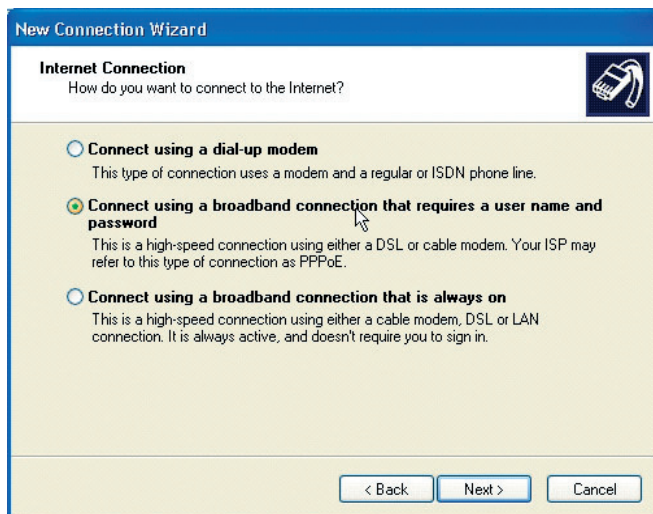 New Connection Wizard
Internet Connection
How do you want to connect to the Internet?
Connect using a dial-up modem
This type of connection uses a modem and a regular or ISDN phone line.
Connect using a broadband connection that requires a user name and
password
This is a high-speed connection using either a DSL or cable modem. Your ISP may
refer to this type of connection as PPPoE.
Connect using a broadband connection that is always on
This is a high-speed connection using either a cable modem, DSL or LAN
connection. It is always active, and doesn't require you to sign in.
< Back
Next >
Cancel